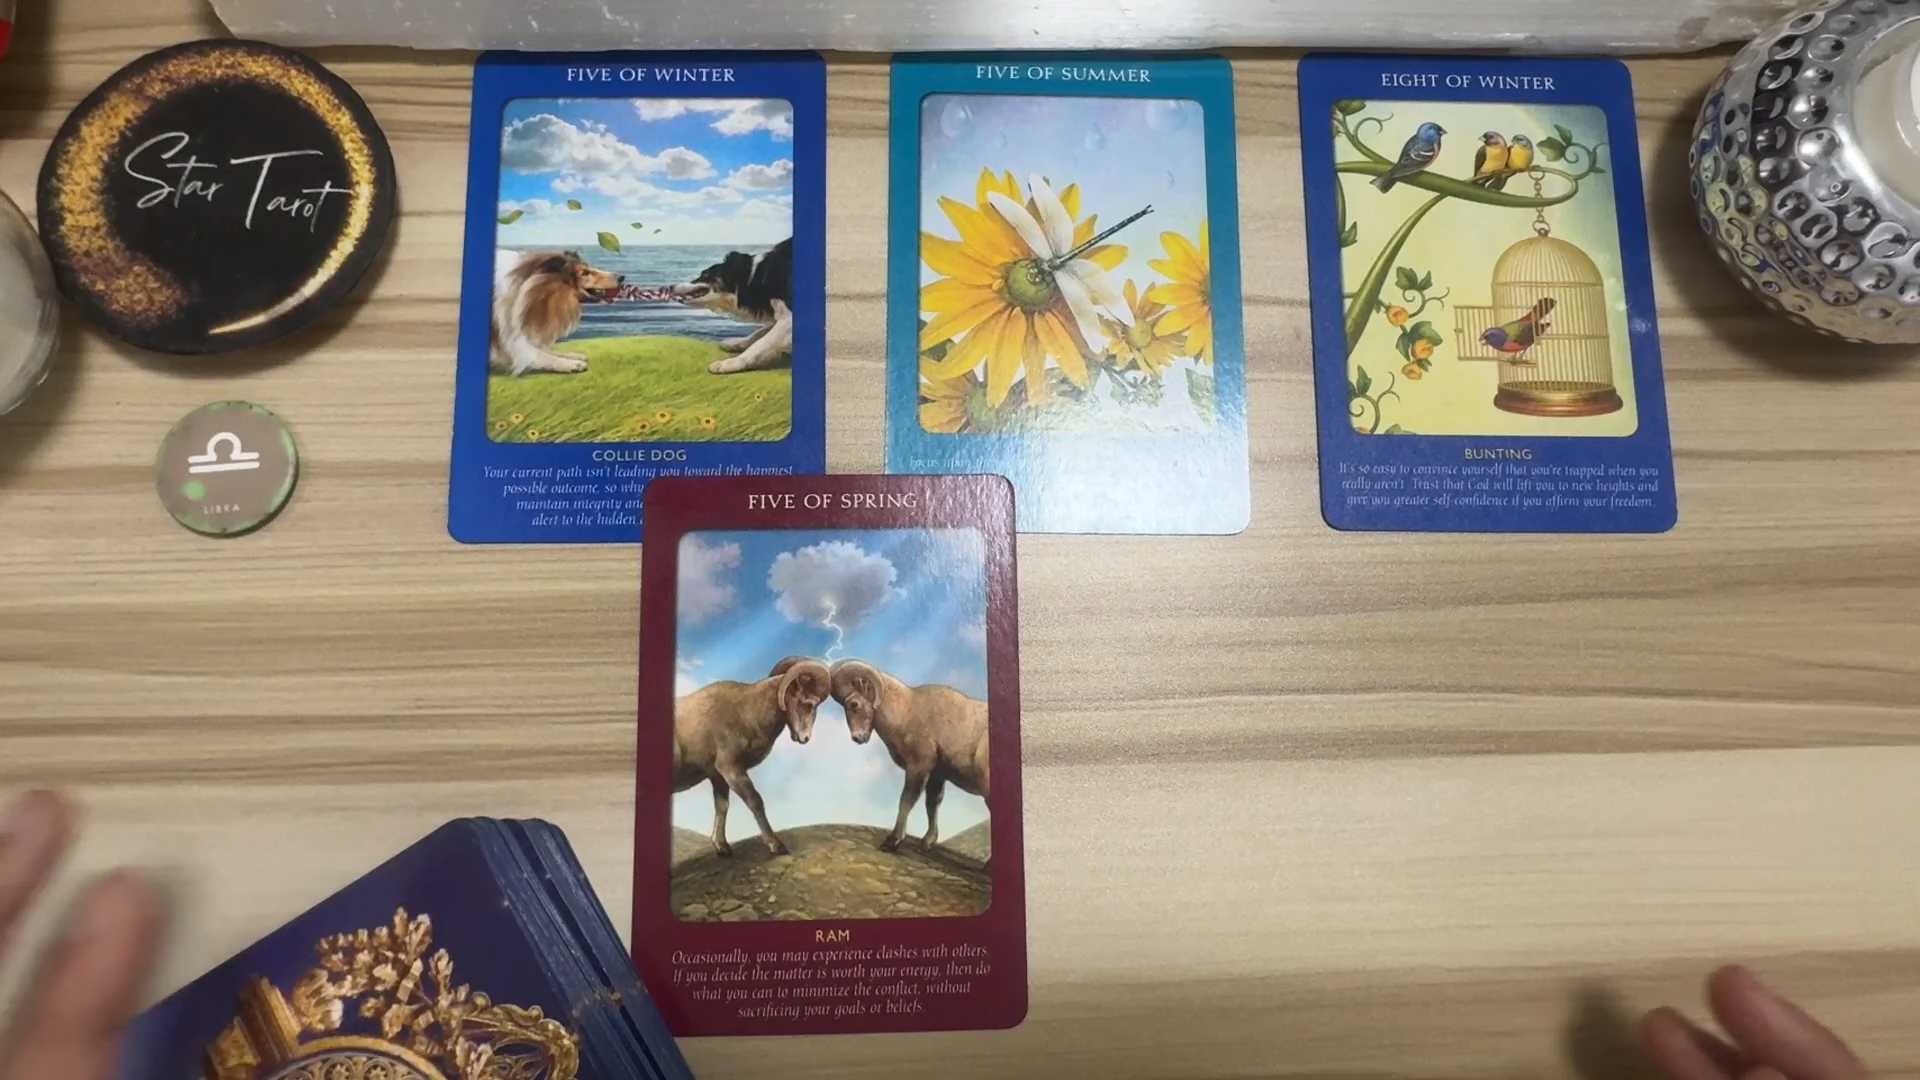 Star Tarot
LIBRA
FIVE OF WINTER
COLLIE DOG
Your current path isn't leading you toward the happiest
possible outcome, so why
maintain integrity and
alert to the hidden
FIVE OF SUMMER
Focus upon
EIGHT OF WINTER
BUNTING
It's so easy to convince yourself that you're trapped when you
really aren't. Trust that God will lift you to new heights and
give you greater self-confidence if you affirm your freedom.
FIVE OF SPRING
RAM
Occasionally, you may experience clashes with others.
If you decide the matter is worth your energy, then do
what you can to minimize the conflict, without
sacrificing your goals or beliefs.